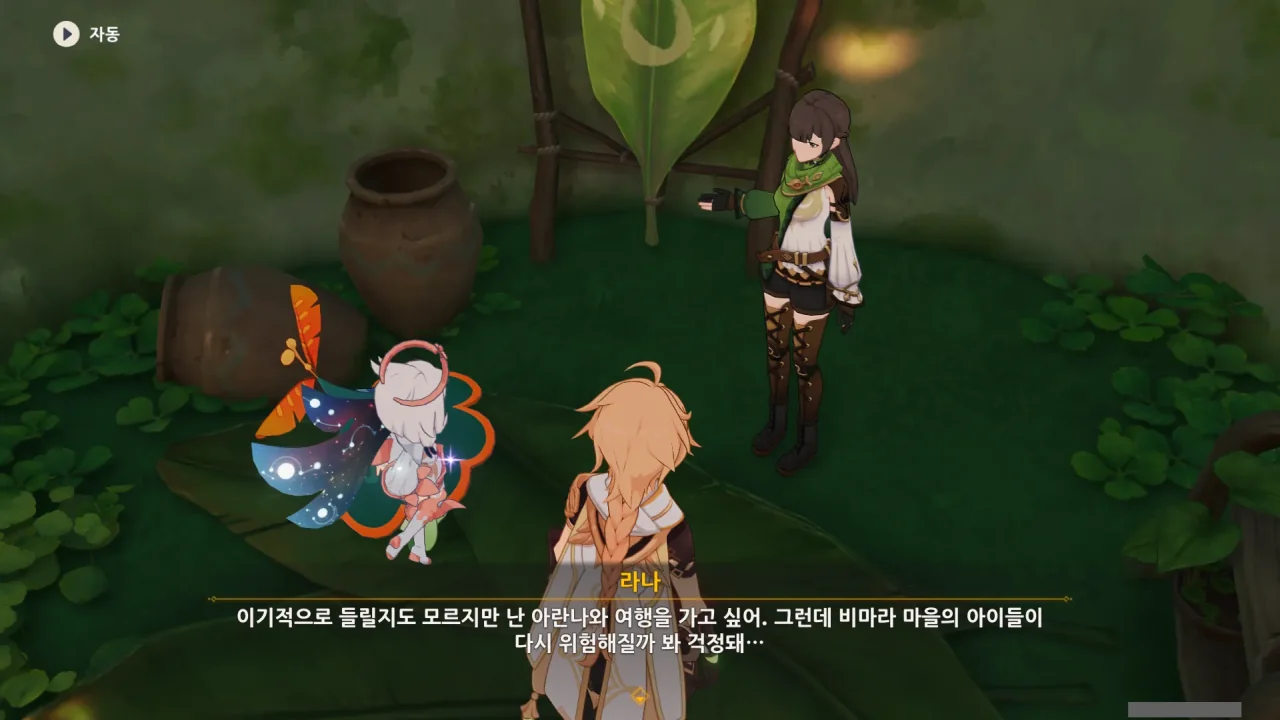 자동
라나
이기적으로 들릴지도 모르지만 난 아란나와 여행을 가고 싶어. 그런데 비마라 마을의 아이들이
다시 위험해질까 봐 걱정돼…